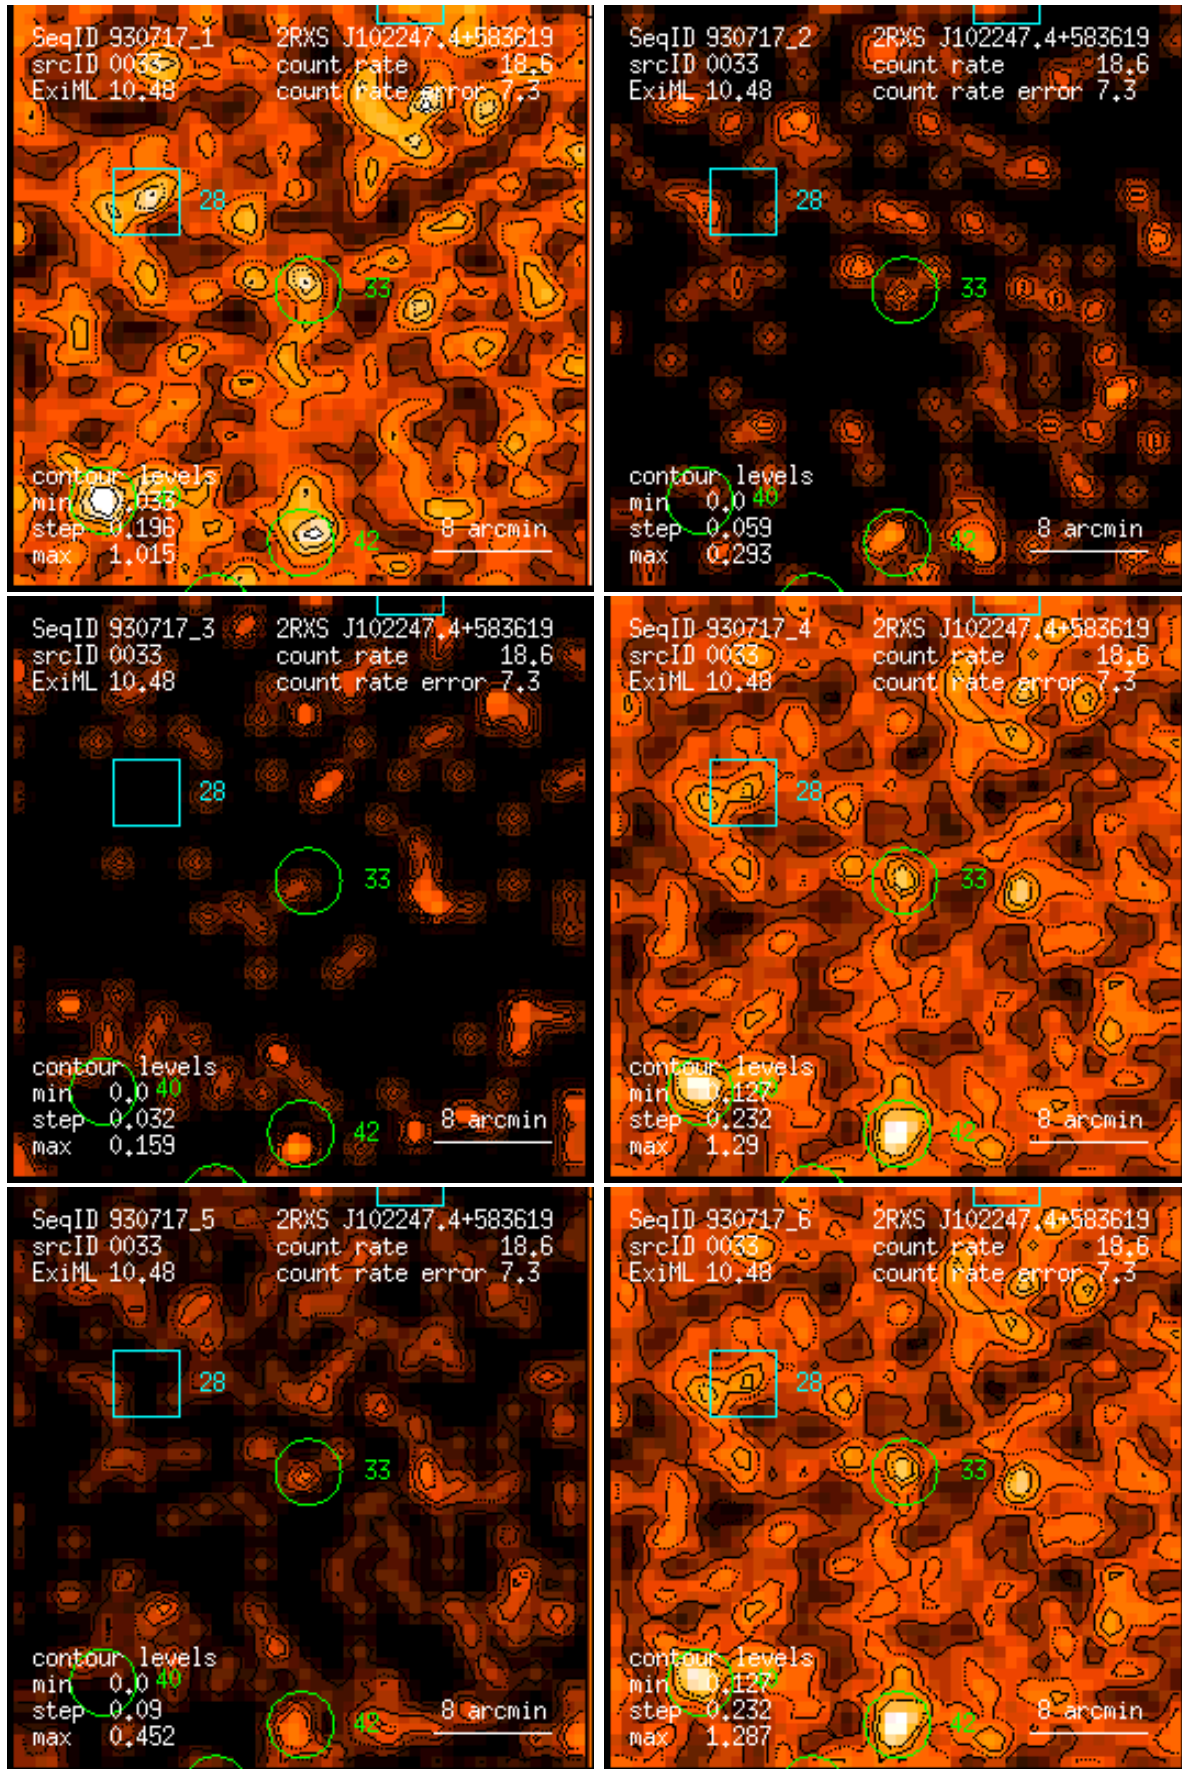 SeqID 930717_1 2RXS J102247.4+583619
srcID 0033 count rate 18.6
ExiML 10.48 count rate error 7.3
28
33
contour levels
min 0.033
step 0.196
max 1.015
42
8 arcmin
SeqID 930717_2 2RXS J102247.4+583619
srcID 0033 count rate 18.6
ExiML 10.48 count rate error 7.3
28
33
contour levels
min 0.0 40
step 0.059
max 0.293
42
8 arcmin
SeqID 930717_3 2RXS J102247.4+583619
srcID 0033 count rate 18.6
ExiML 10.48 count rate error 7.3
28
33
contour levels
min 0.0 40
step 0.032
max 0.159
42
8 arcmin
SeqID 930717_4 2RXS J102247.4+583619
srcID 0033 count rate 18.6
ExiML 10.48 count rate error 7.3
28
33
contour levels
min 0.127
step 0.232
max 1.29
42
8 arcmin
SeqID 930717_5 2RXS J102247.4+583619
srcID 0033 count rate 18.6
ExiML 10.48 count rate error 7.3
28
33
contour levels
min 0.0 40
step 0.09
max 0.452
42
8 arcmin
SeqID 930717_6 2RXS J102247.4+583619
srcID 0033 count rate 18.6
ExiML 10.48 count rate error 7.3
28
33
contour levels
min 0.127
step 0.232
max 1.287
42
8 arcmin